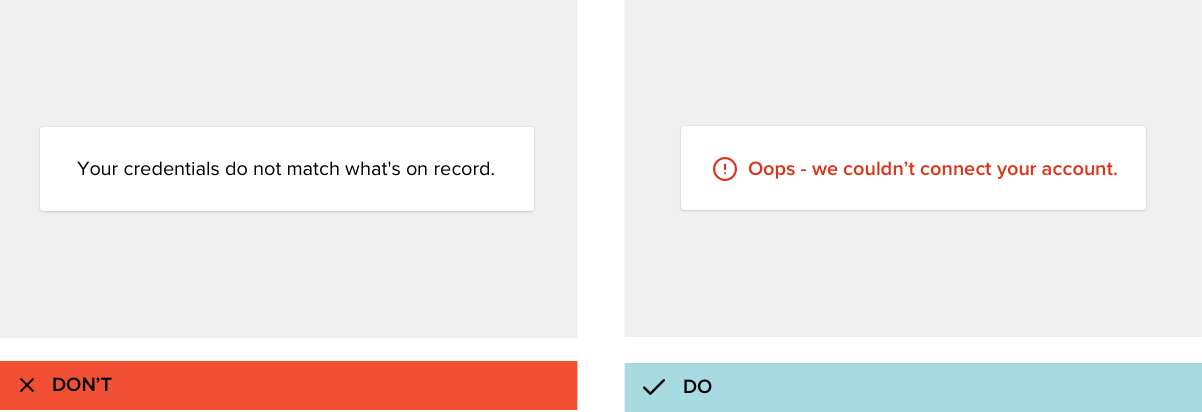 Your credentials do not match what's on record.
Oops - we couldn’t connect your account.
DON’T
DO